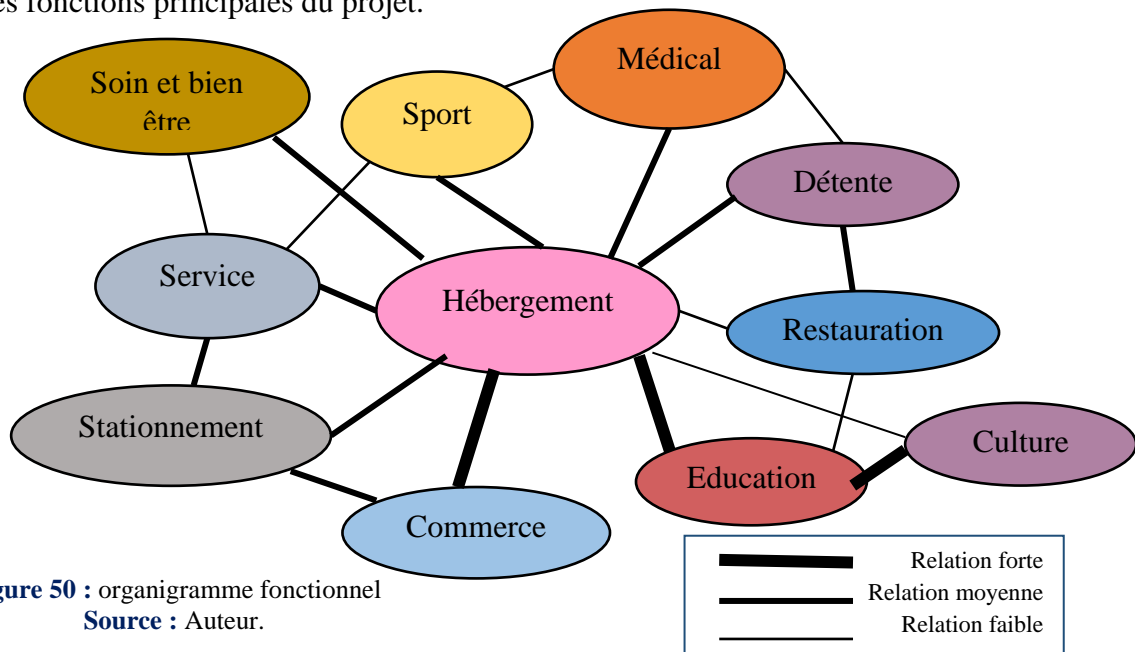 es fonctions principales du projet.
Soin et bien
être
Sport
Médical
Détente
Service
Hébergement
Restauration
Stationnement
Culture
Education
Commerce
gure 50 : organigramme fonctionnel
Source : Auteur.
Relation forte
Relation moyenne
Relation faible